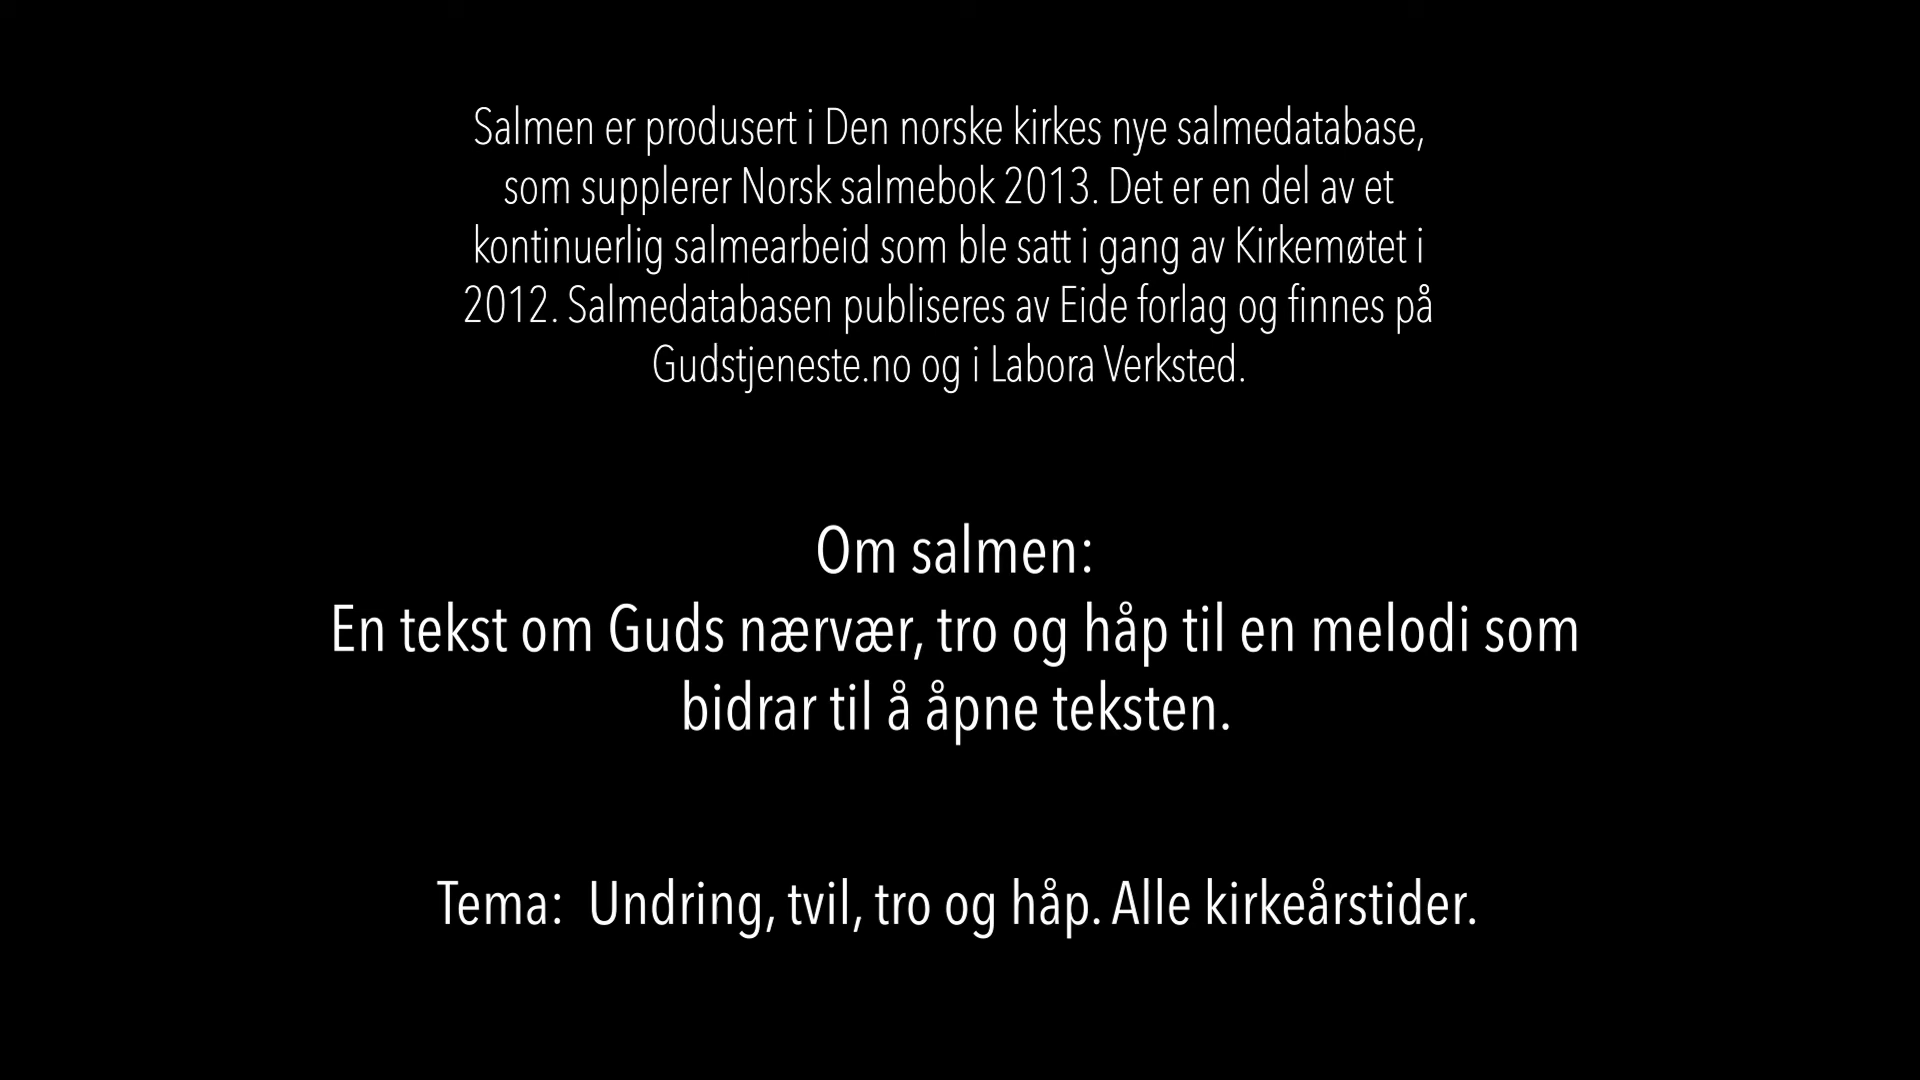 Salmen er produsert i Den norske kirkes nye salmedatabase,
som supplerer Norsk salmebok 2013. Det er en del av et
kontinuerlig salmearbeid som ble satt i gang av Kirkemøtet i
2012. Salmedatabasen publiseres av Eide forlag og finnes på
Gudstjeneste.no og i Labora Verksted.
Om salmen:
En tekst om Guds nærvær, tro og håp til en melodi som
bidrar til å åpne teksten.
Tema:  Undring, tvil, tro og håp. Alle kirkeårstider.